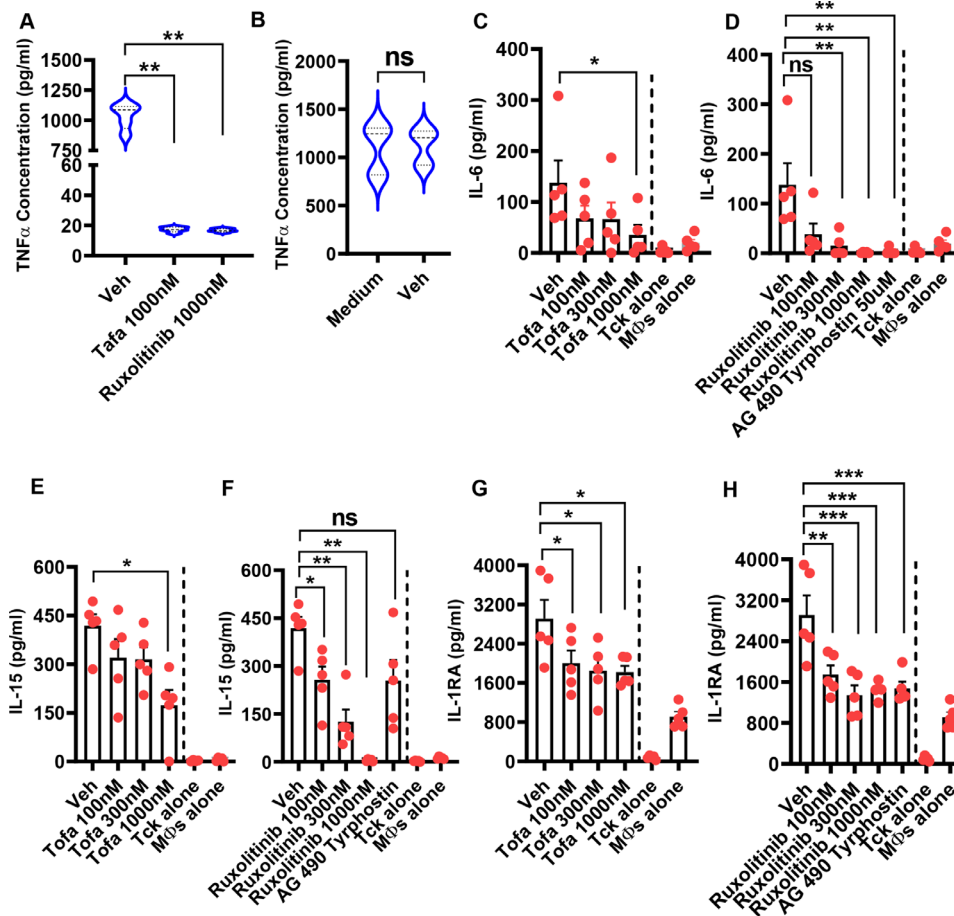 A
TNFα Concentration (pg/ml)
1250
1000
750
60
40
20
0
**
**
Veh
Tafa 1000nM
Ruxolitinib 1000nM
B
TNFα Concentration (pg/ml)
2000
1500
1000
500
0
ns
Medium
Veh
C
IL-6 (pg/ml)
400
300
200
100
0
*
Veh
Tofa 100nM
Tofa 300nM
Tofa 1000nM
Tck alone
MΦs alone
D
IL-6 (pg/ml)
400
300
200
100
0
**
**
**
ns
Veh
Ruxolitinib 100nM
Ruxolitinib 300nM
Ruxolitinib 1000nM
AG 490 Tyrphostin 50uM
Tck alone
MΦs alone
E
IL-15 (pg/ml)
600
450
300
150
0
*
Veh
Tofa 100nM
Tofa 300nM
Tofa 1000nM
Tck alone
MΦs alone
F
IL-15 (pg/ml)
600
450
300
150
0
ns
**
**
*
Veh
Ruxolitinib 100nM
Ruxolitinib 300nM
Ruxolitinib 1000nM
AG 490 Tyrphostin
Tck alone
MΦs alone
G
IL-1RA (pg/ml)
4000
3200
2400
1600
800
0
*
*
*
Veh
Tofa 100nM
Tofa 300nM
Tofa 1000nM
Tck alone
MΦs alone
H
IL-1RA (pg/ml)
4000
3200
2400
1600
800
0
***
***
***
**
Veh
Ruxolitinib 100nM
Ruxolitinib 300nM
Ruxolitinib 1000nM
AG 490 Tyrphostin
Tck alone
MΦs alone